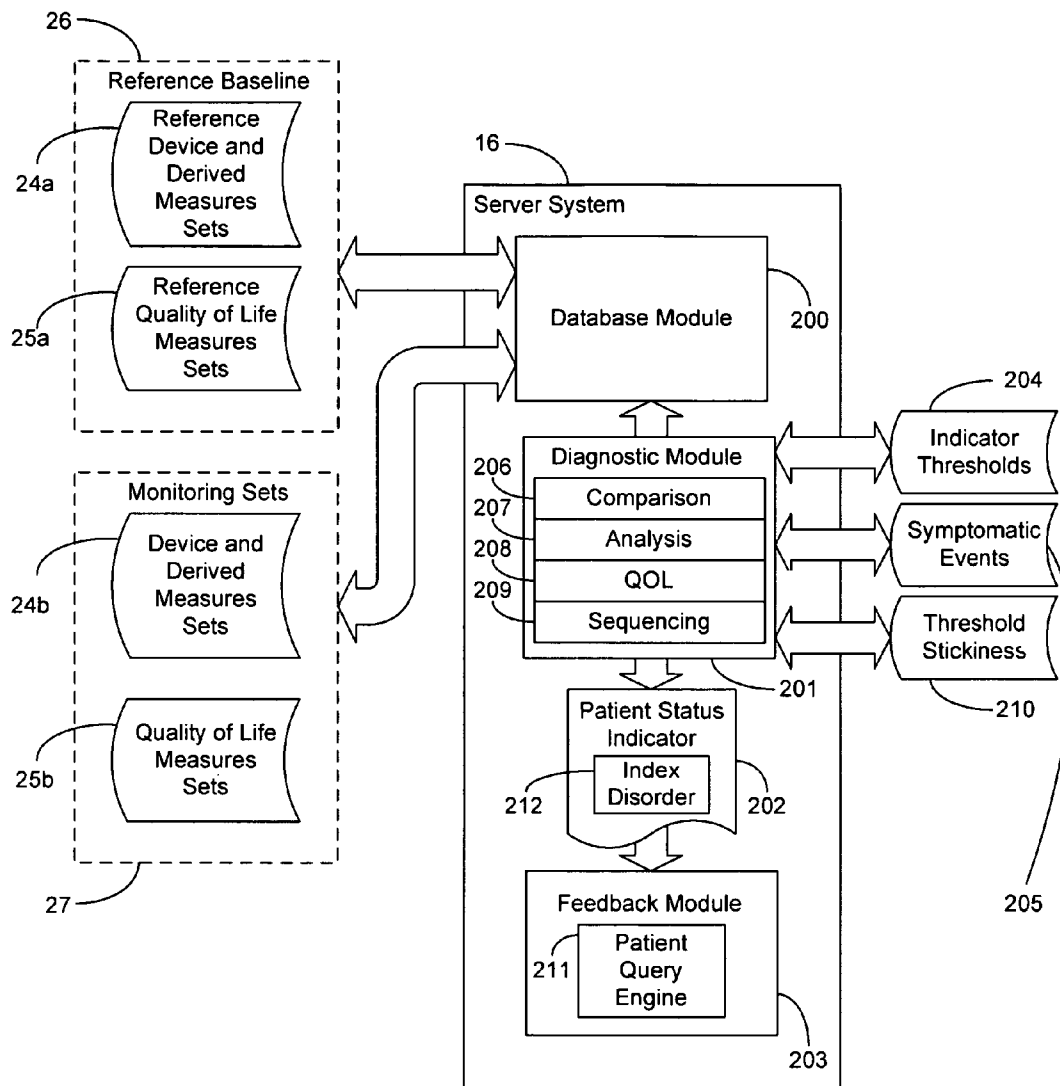 26
Reference Baseline
Reference
Device and
Derived
Measures
Sets
24a
Reference
Quality of Life
Measures
Sets
25a
Monitoring Sets
Device and
Derived
Measures
Sets
24b
Quality of Life
Measures
Sets
25b
27
16
Server System
Database Module
200
Diagnostic Module
206
Comparison
207
Analysis
208
QOL
209
Sequencing
201
204
Indicator
Thresholds
Symptomatic
Events
Threshold
Stickiness
210
205
Patient Status
Indicator
Index
Disorder
212
202
Feedback Module
211
Patient
Query
Engine
203